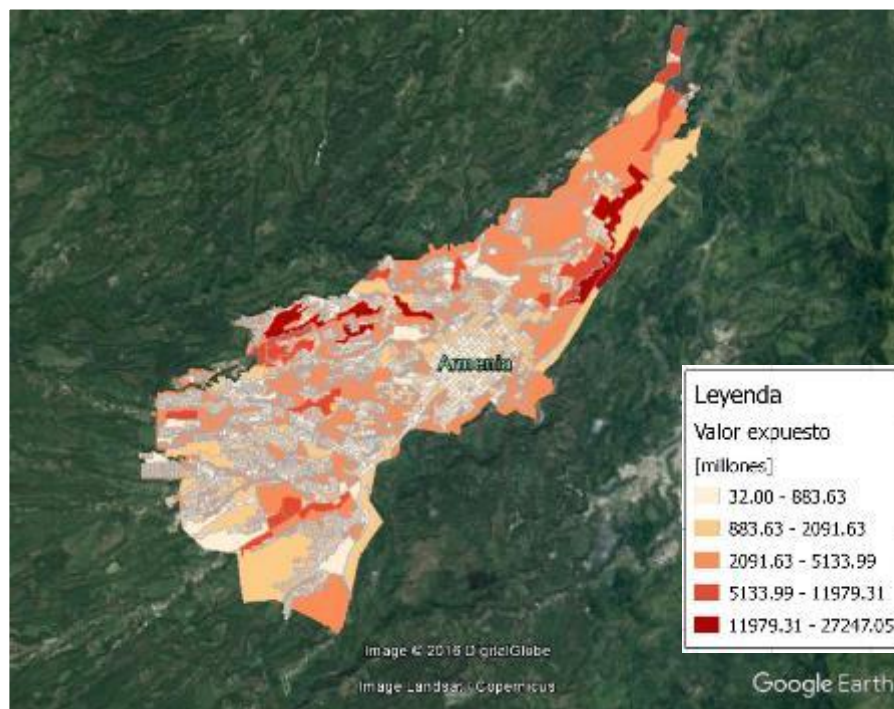 Armenia
Leyenda
Valor expuesto
[millones]
32.00 - 883.63
883.63 - 2091.63
2091.63 - 5133.99
5133.99 - 11979.31
11979.31 - 27247.05
Image © 2016 DigitalGlobe
Image Landsat / Copernicus
Google Earth